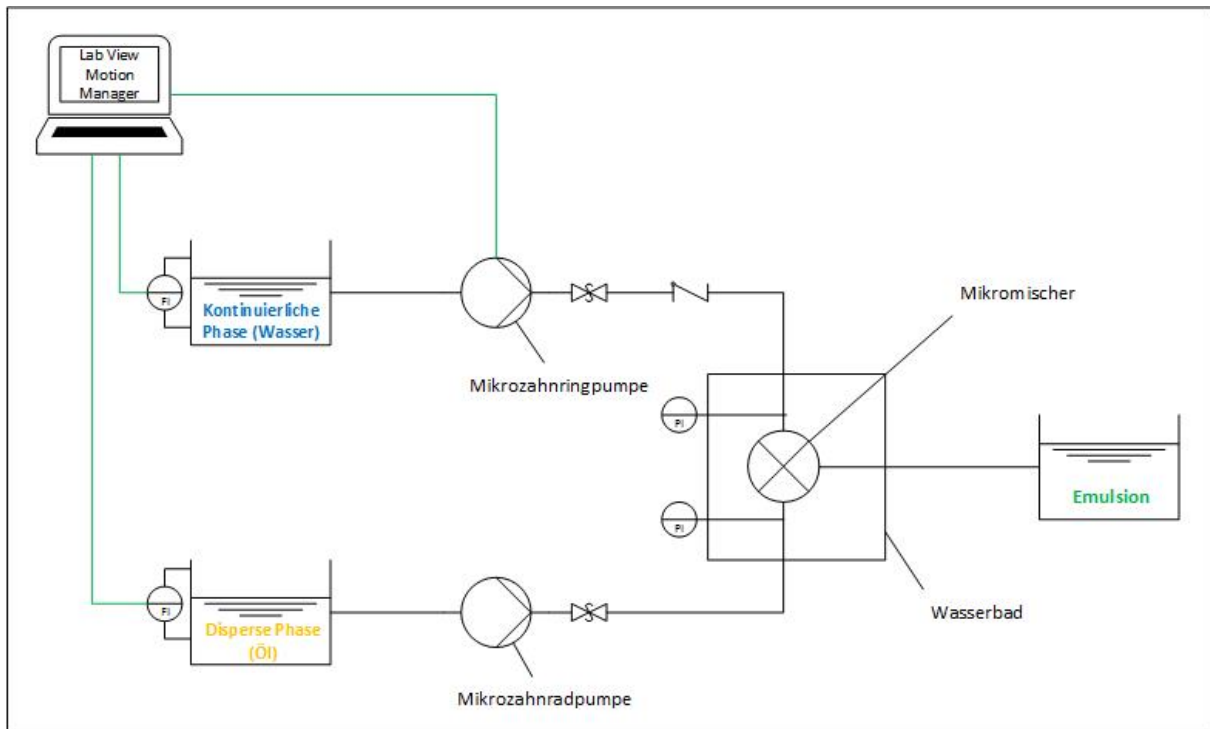 Lab View
Motion
Manager
FI
Kontinuierliche
Phase (Wasser)
Mikrozahnringpumpe
Mikromischer
PI
PI
Emulsion
Wasserbad
FI
Disperse Phase
(Öl)
Mikrozahnradpumpe